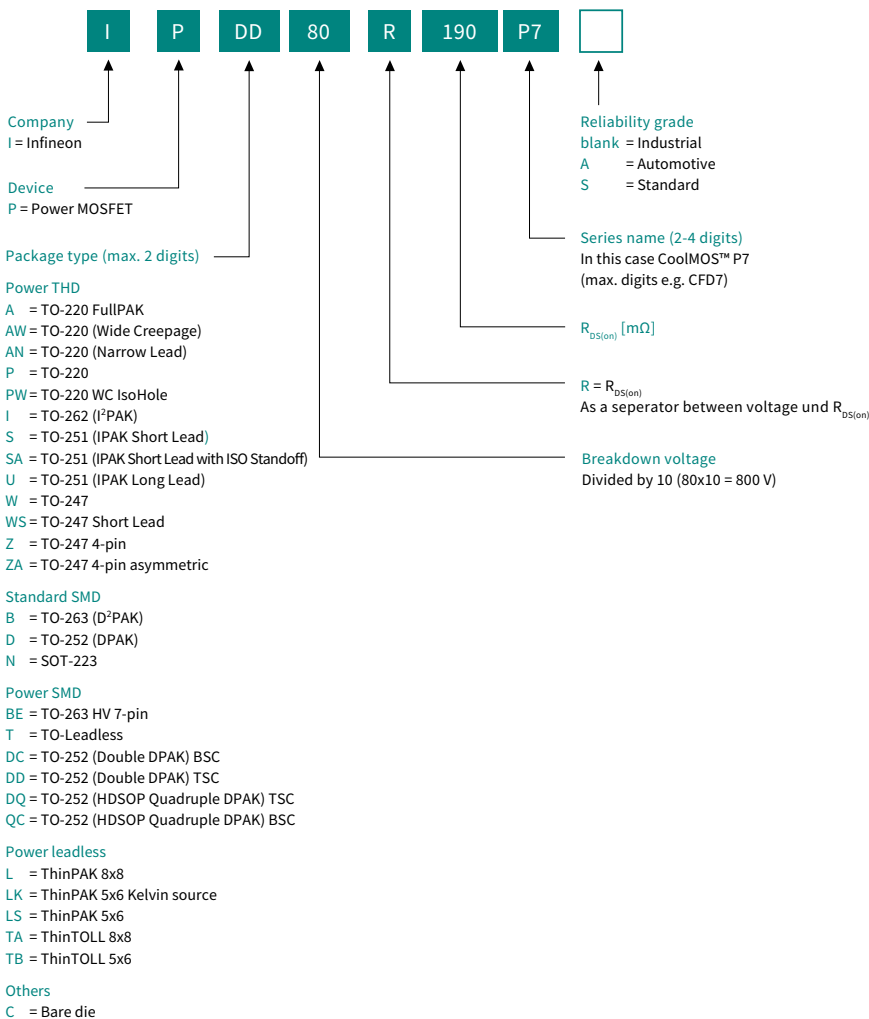 I P DD 80 R 190 P7
Company
I = Infineon
Device
P = Power MOSFET
Package type (max. 2 digits)
Power THD
A = TO-220 FullPAK
AW = TO-220 (Wide Creepage)
AN = TO-220 (Narrow Lead)
P = TO-220
PW = TO-220 WC IsoHole
I = TO-262 (I²PAK)
S = TO-251 (IPAK Short Lead)
SA = TO-251 (IPAK Short Lead with ISO Standoff)
U = TO-251 (IPAK Long Lead)
W = TO-247
WS = TO-247 Short Lead
Z = TO-247 4-pin
ZA = TO-247 4-pin asymmetric
Standard SMD
B = TO-263 (D²PAK)
D = TO-252 (DPAK)
N = SOT-223
Power SMD
BE = TO-263 HV 7-pin
T = TO-Leadless
DC = TO-252 (Double DPAK) BSC
DD = TO-252 (Double DPAK) TSC
DQ = TO-252 (HDSOP Quadruple DPAK) TSC
QC = TO-252 (HDSOP Quadruple DPAK) BSC
Power leadless
L = ThinPAK 8x8
LK = ThinPAK 5x6 Kelvin source
LS = ThinPAK 5x6
TA = ThinTOLL 8x8
TB = ThinTOLL 5x6
Others
C = Bare die
Reliability grade
blank = Industrial
A = Automotive
S = Standard
Series name (2-4 digits)
In this case CoolMOS™ P7
(max. digits e.g. CFD7)
RDS(on) [mΩ]
R = RDS(on)
As a seperator between voltage und RDS(on)
Breakdown voltage
Divided by 10 (80x10 = 800 V)